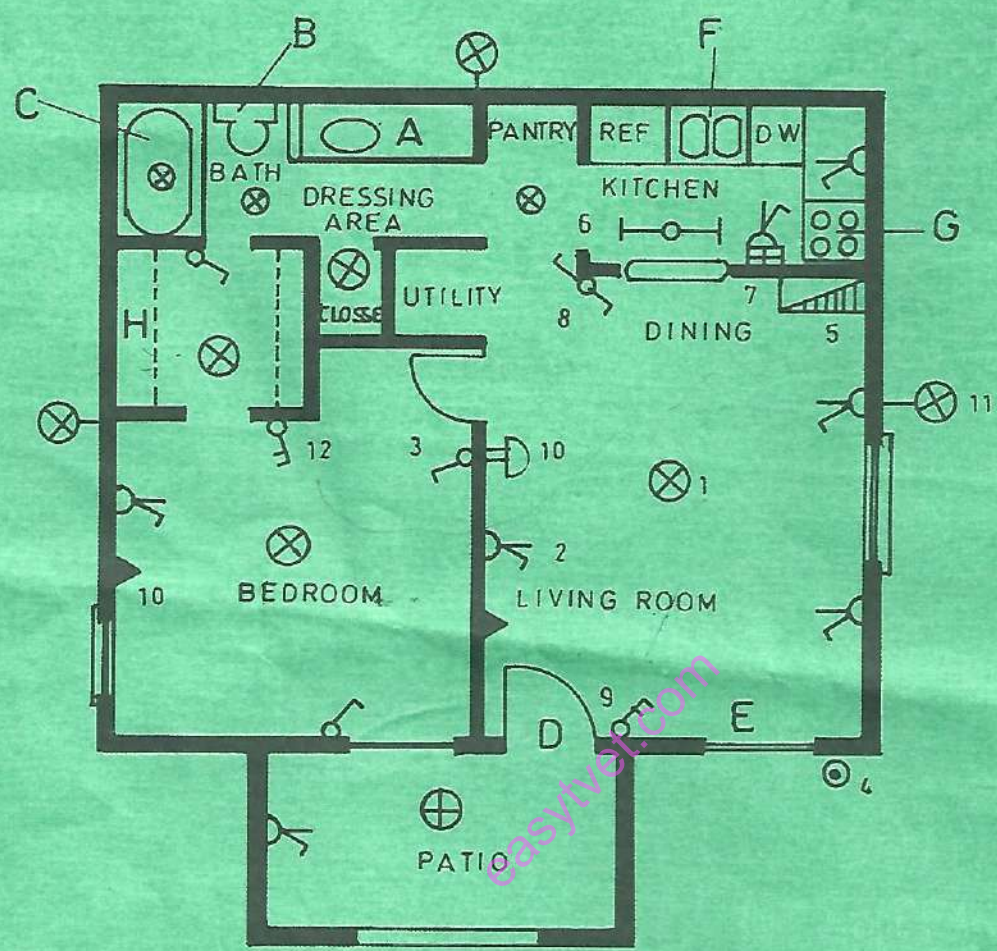 B
F
C
A
PANTRY
REF
DW
BATH
DRESSING
AREA
KITCHEN
6
G
H
CLOSSE
UTILITY
8
7
DINING
5
12
3
10
11
1
2
10
BEDROOM
LIVING ROOM
9
D
E
4
PATIO
easytvet.com